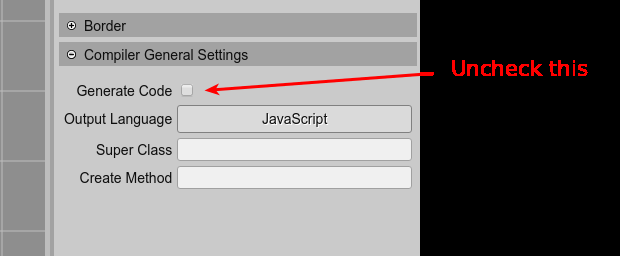 Border
Compiler General Settings
Generate Code
Uncheck this
Output Language
JavaScript
Super Class
Create Method